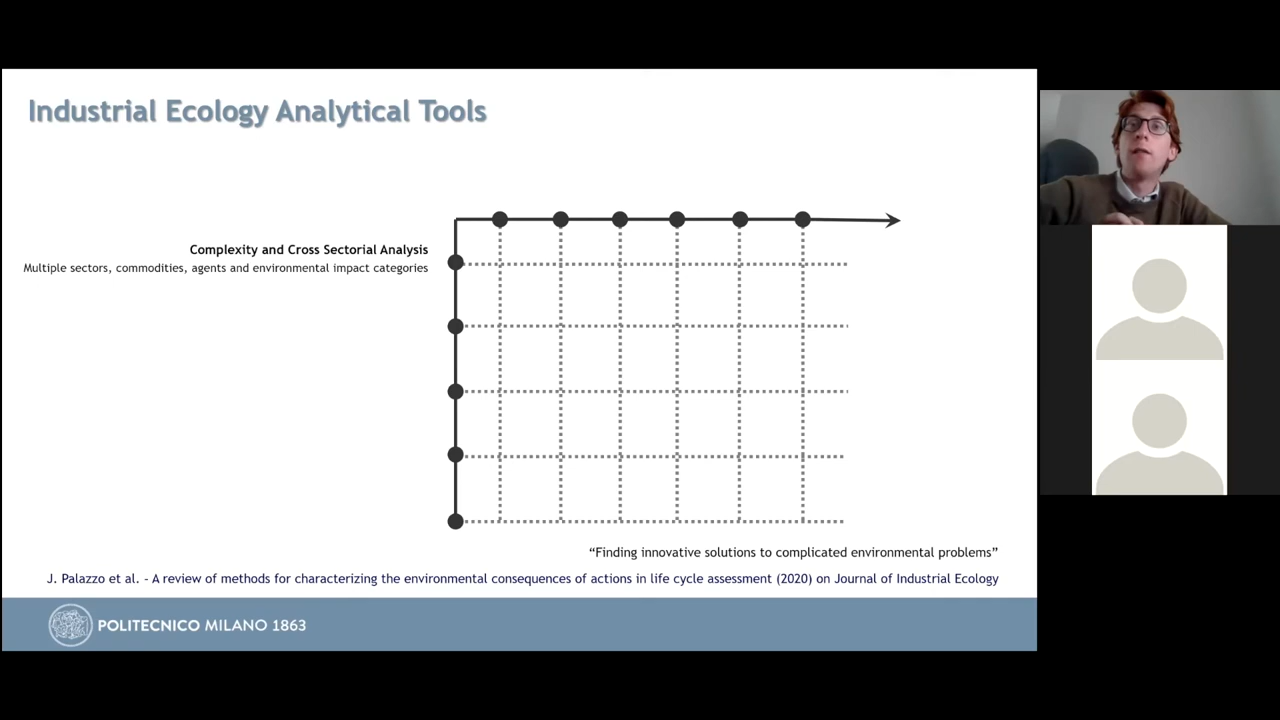 Industrial Ecology Analytical Tools
Complexity and Cross Sectorial Analysis
Multiple sectors, commodities, agents and environmental impact categories
“Finding innovative solutions to complicated environmental problems”
J. Palazzo et al. - A review of methods for characterizing the environmental consequences of actions in life cycle assessment (2020) on Journal of Industrial Ecology
POLITECNICO MILANO 1863